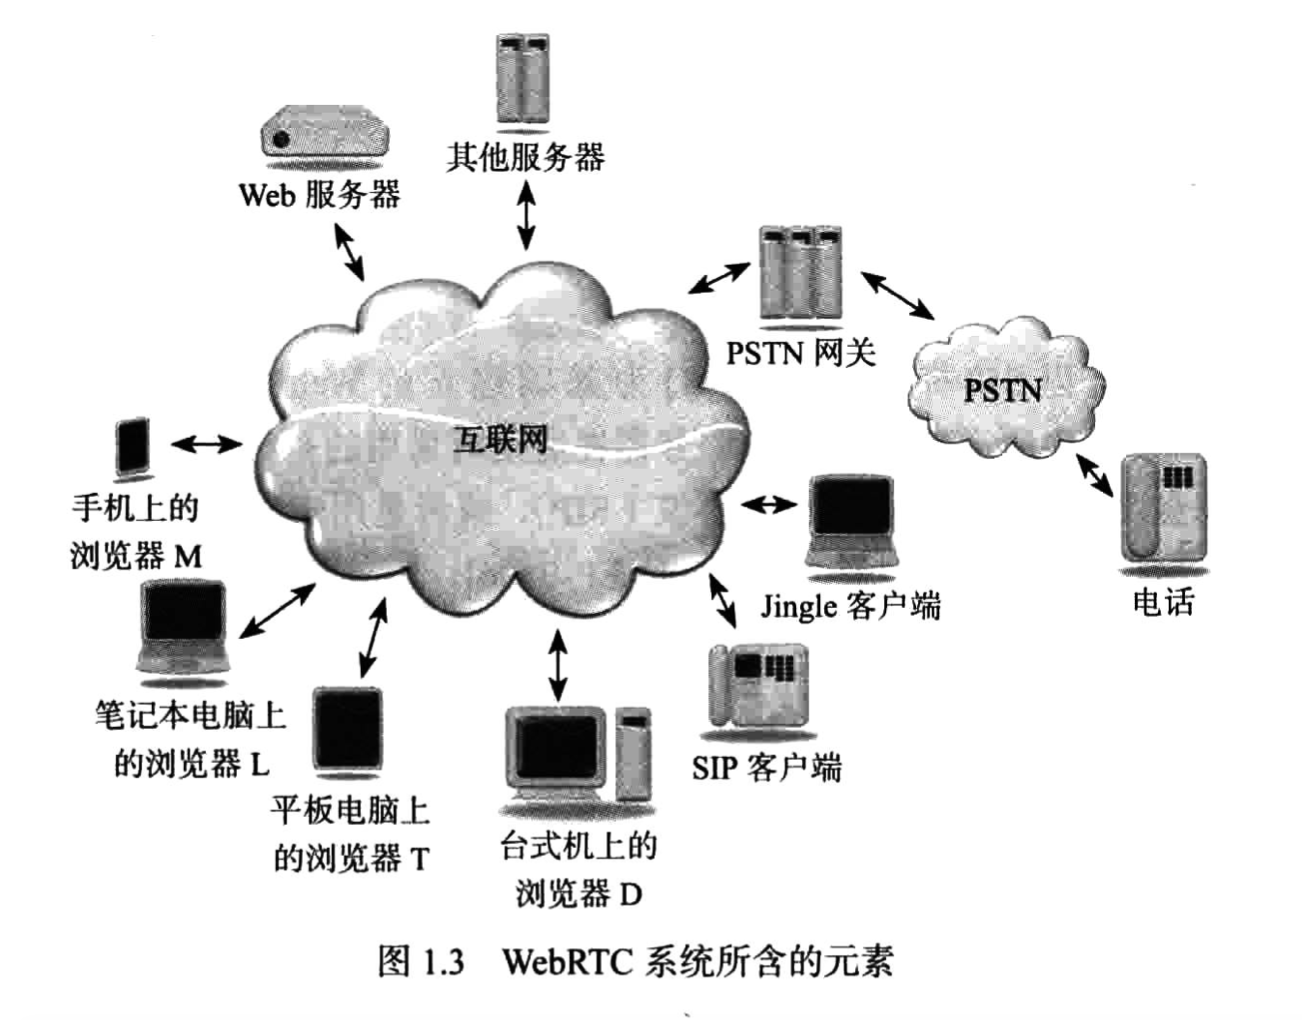 其他服务器
Web 服务器
PSTN 网关
PSTN
互联网
手机上的
浏览器 M
Jingle 客户端
电话
笔记本电脑上
的浏览器 L
SIP 客户端
平板电脑上
的浏览器 T
台式机上的
浏览器 D
图 1.3 WebRTC 系统所含的元素